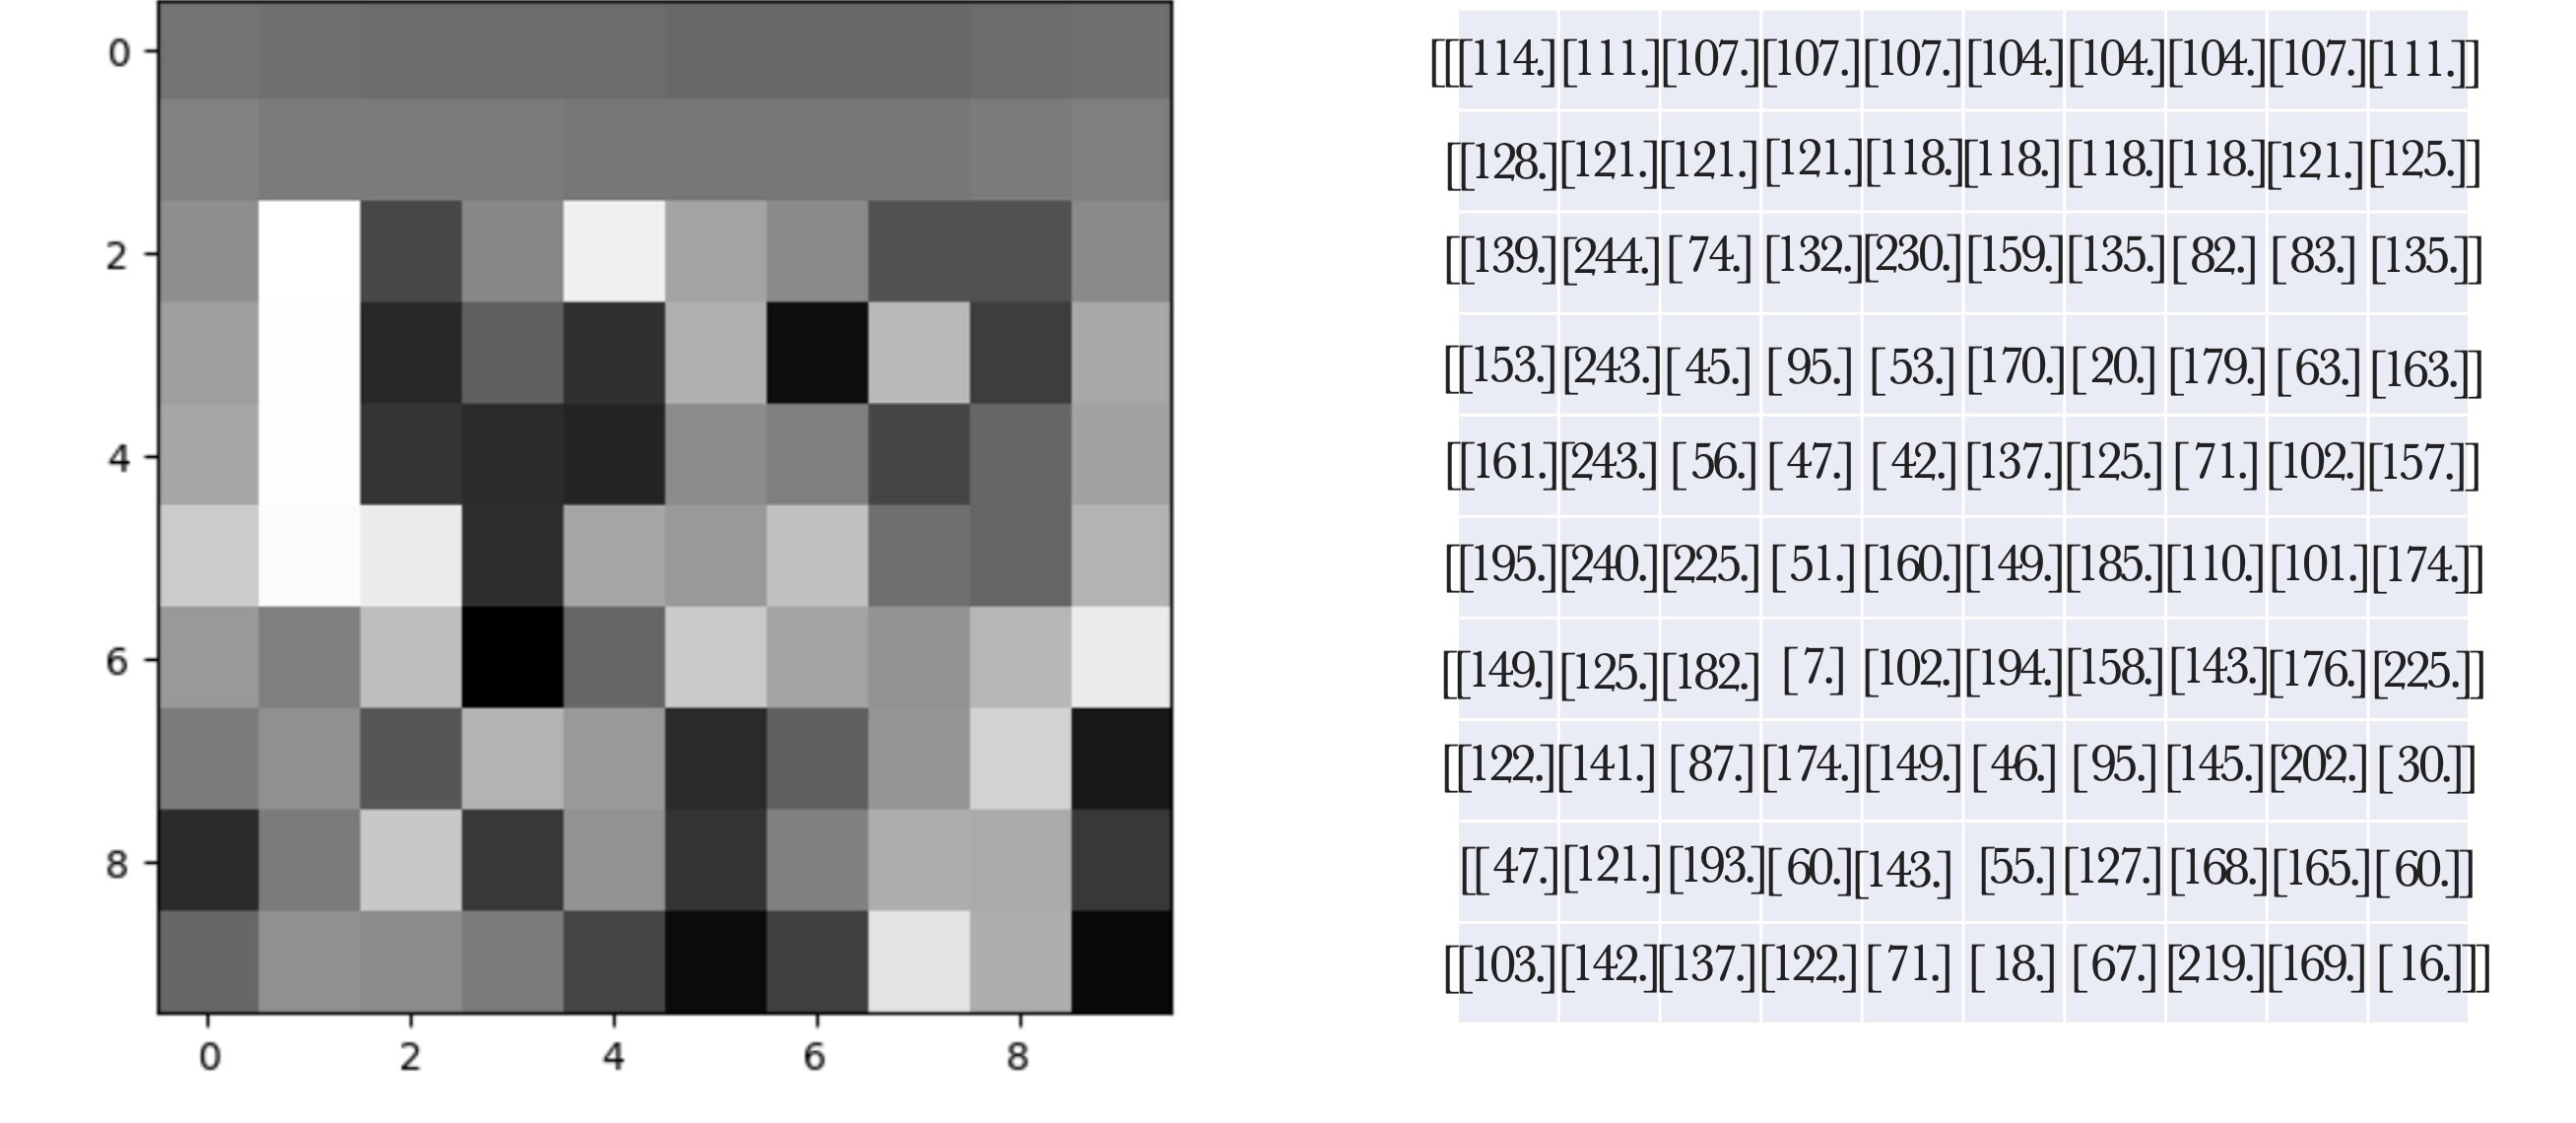 0
2
4
6
8
0 2 4 6 8
[[[114.] [111.] [107.] [107.] [107.] [104.] [104.] [104.] [107.] [111.]]
[[128.] [121.] [121.] [121.] [118.] [118.] [118.] [118.] [121.] [125.]]
[[139.] [244.] [ 74.] [132.] [230.] [159.] [135.] [ 82.] [ 83.] [135.]]
[[153.] [243.] [ 45.] [ 95.] [ 53.] [170.] [ 20.] [179.] [ 63.] [163.]]
[[161.] [243.] [ 56.] [ 47.] [ 42.] [137.] [125.] [ 71.] [102.] [157.]]
[[195.] [240.] [225.] [ 51.] [160.] [149.] [185.] [110.] [101.] [174.]]
[[149.] [125.] [182.] [ 7.] [102.] [194.] [158.] [143.] [176.] [225.]]
[[122.] [141.] [ 87.] [174.] [149.] [ 46.] [ 95.] [145.] [202.] [ 30.]]
[[ 47.] [121.] [193.] [ 60.] [143.] [55.] [127.] [168.] [165.] [ 60.]]
[[103.] [142.] [137.] [122.] [ 71.] [ 18.] [ 67.] [219.] [169.] [ 16.]]]